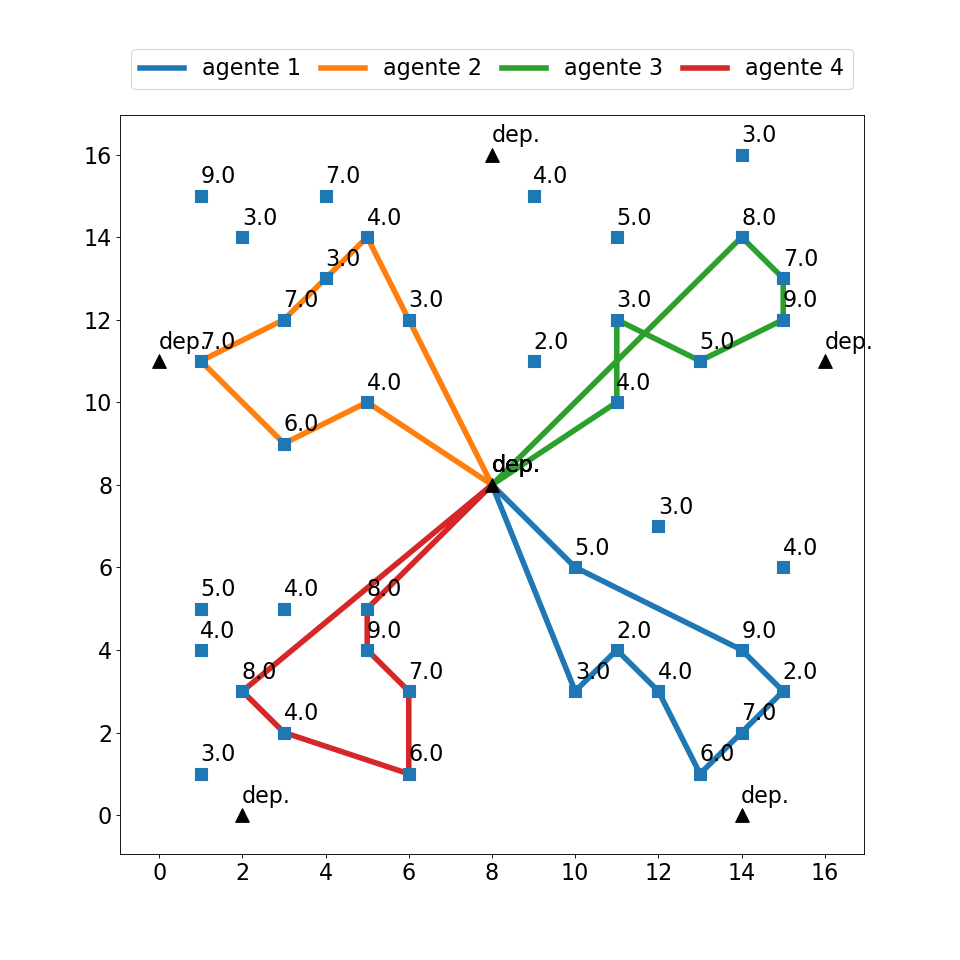 agente 1 agente 2 agente 3 agente 4
dep. 3.0
16
9.0 7.0 4.0
3.0 4.0 5.0 8.0
14
3.0 7.0
7.0 3.0 3.0 9.0
12
dep. 7.0 2.0 5.0 dep.
4.0 4.0
10
6.0
dep. dep.
8
3.0
5.0 4.0
6
5.0 4.0 8.0
4.0 9.0 2.0 9.0
4
8.0 7.0 3.0 4.0 2.0
4.0 7.0
2
3.0 6.0 6.0
dep. dep.
0
0 2 4 6 8 10 12 14 16